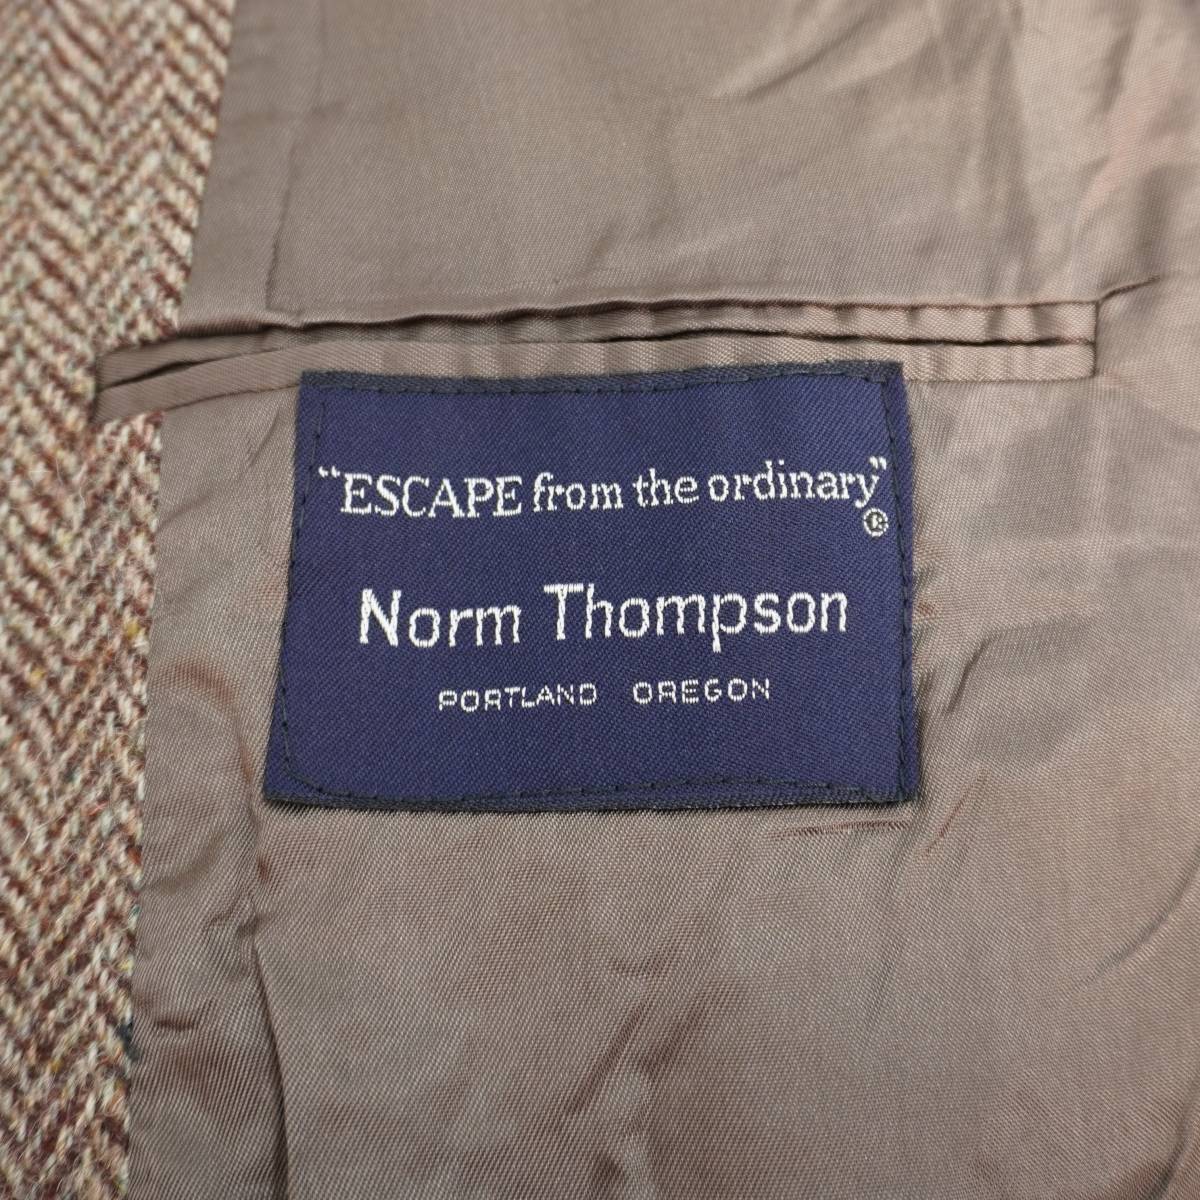 “ESCAPE from the ordinary”
®
Norm Thompson
PORTLAND OREGON